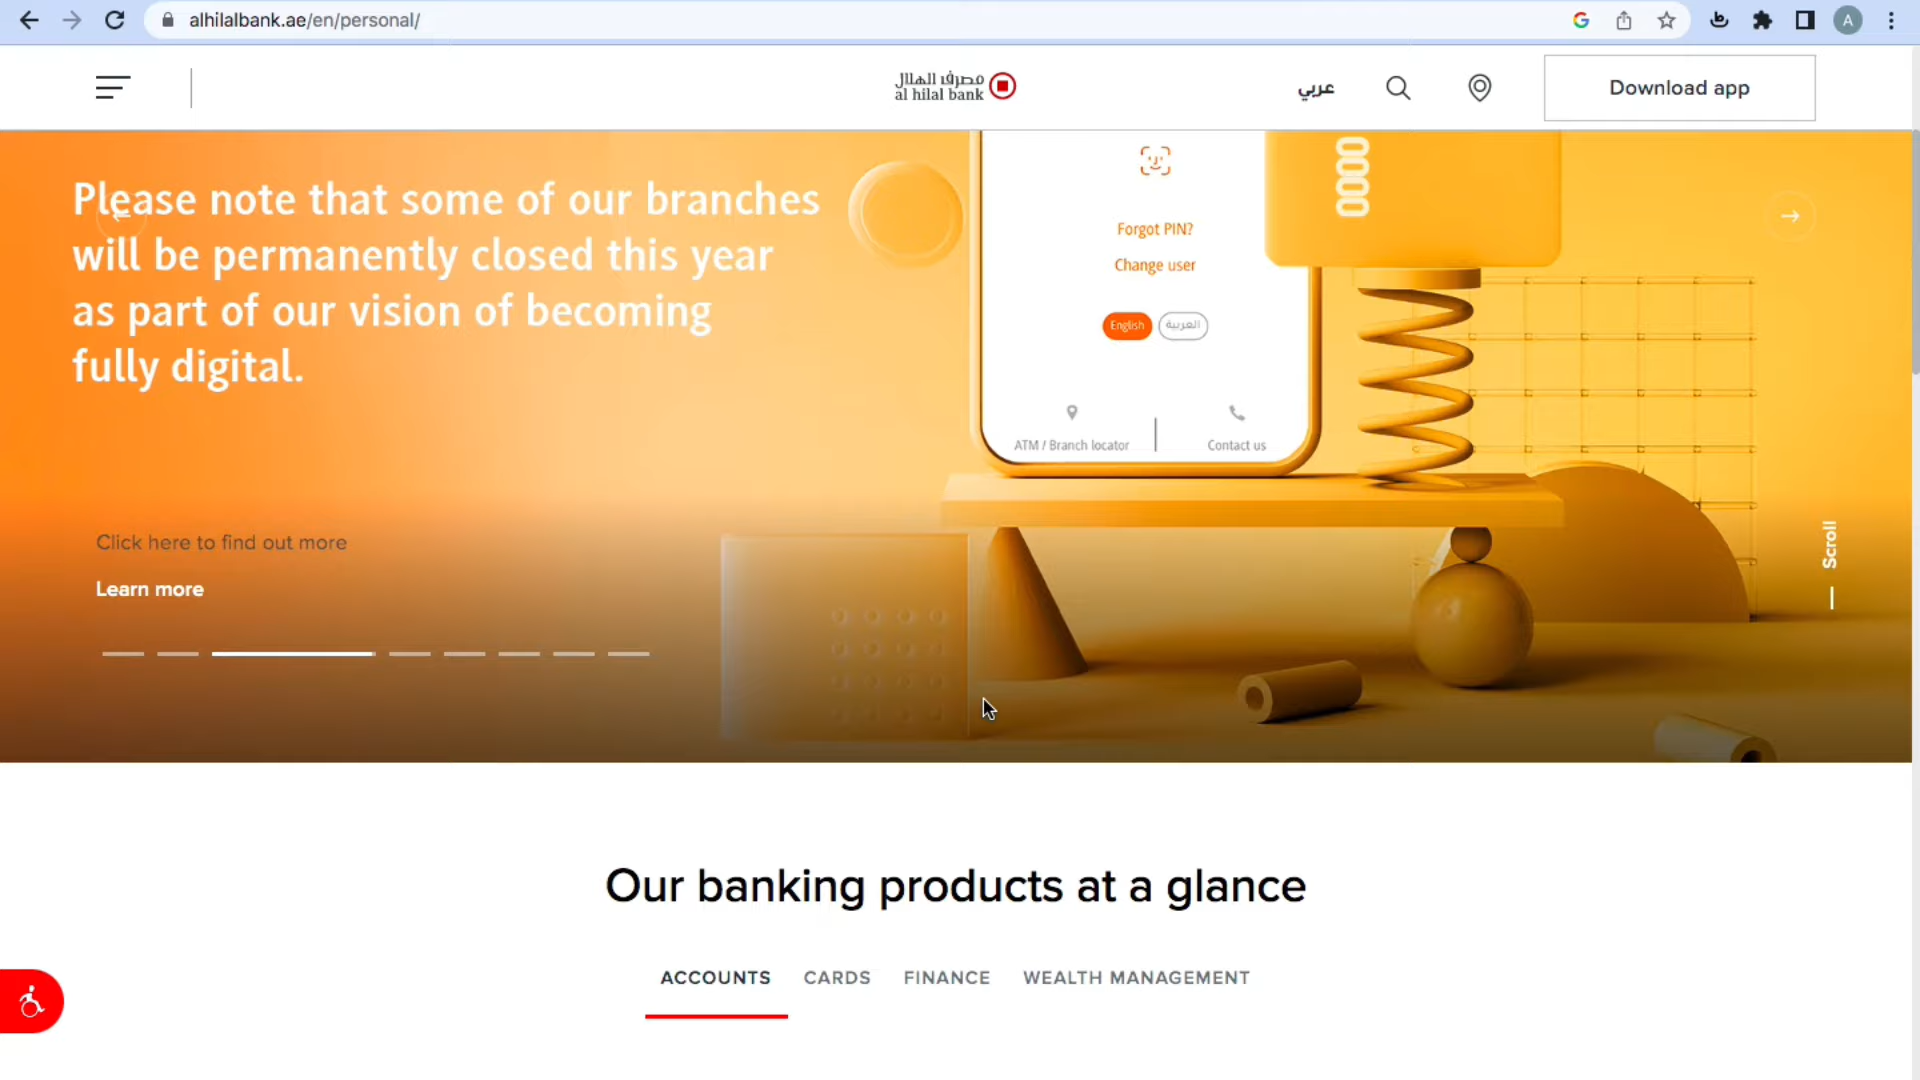 alhilalbank.ae/en/personal/
A
مصرف الهلال
al hilal bank
عربي
Download app
Please note that some of our branches
will be permanently closed this year
as part of our vision of becoming
fully digital.
Forgot PIN?
Change user
English
العربية
ATM / Branch locator
Contact us
0000
Click here to find out more
Learn more
Scroll
Our banking products at a glance
ACCOUNTS
CARDS
FINANCE
WEALTH MANAGEMENT